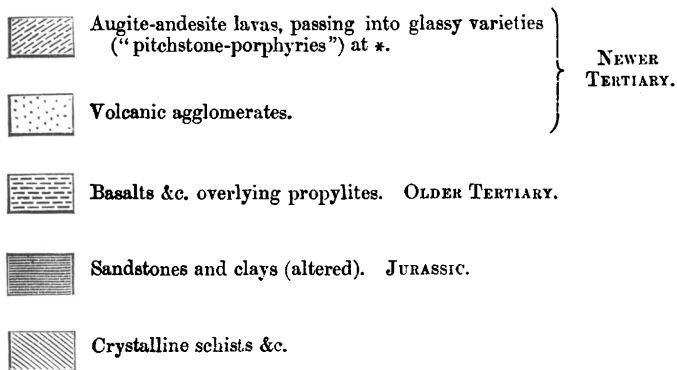 Augite-andesite lavas, passing into glassy varieties
(“pitchstone-porphyries”) at *.
NEWER
TERTIARY.
Volcanic agglomerates.
Basalts &c. overlying propylites. OLDER TERTIARY.
Sandstones and clays (altered). JURASSIC.
Crystalline schists &c.